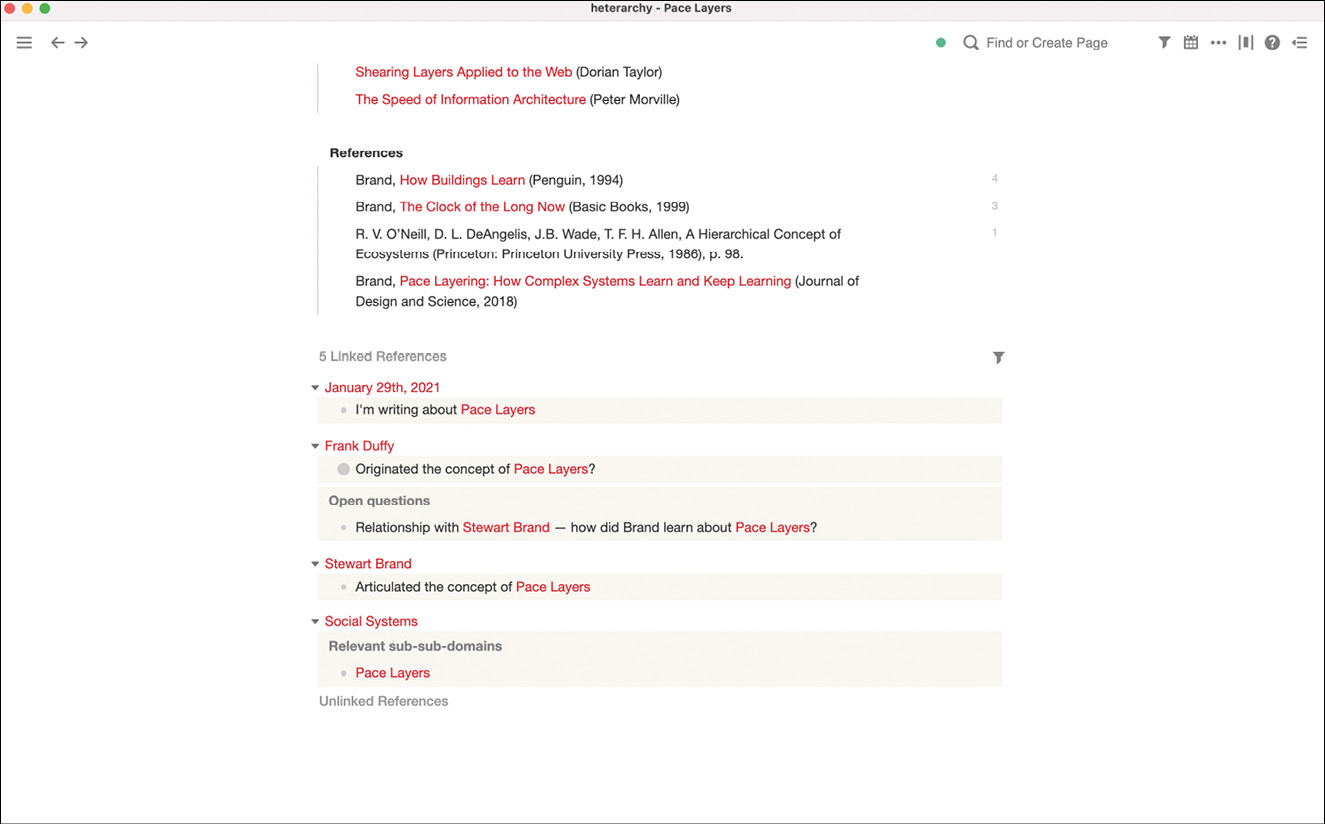 heterarchy - Pace Layers
Find or Create Page
Shearing Layers Applied to the Web (Dorian Taylor)
The Speed of Information Architecture (Peter Morville)
References
Brand, How Buildings Learn (Penguin, 1994) 4
Brand, The Clock of the Long Now (Basic Books, 1999) 3
R. V. O’Neill, D. L. DeAngelis, J.B. Wade, T. F. H. Allen, A Hierarchical Concept of 1
Ecosystems (Princeton: Princeton University Press, 1986), p. 98.
Brand, Pace Layering: How Complex Systems Learn and Keep Learning (Journal of
Design and Science, 2018)
5 Linked References
January 29th, 2021
I'm writing about Pace Layers
Frank Duffy
Originated the concept of Pace Layers?
Open questions
Relationship with Stewart Brand — how did Brand learn about Pace Layers?
Stewart Brand
Articulated the concept of Pace Layers
Social Systems
Relevant sub-sub-domains
Pace Layers
Unlinked References